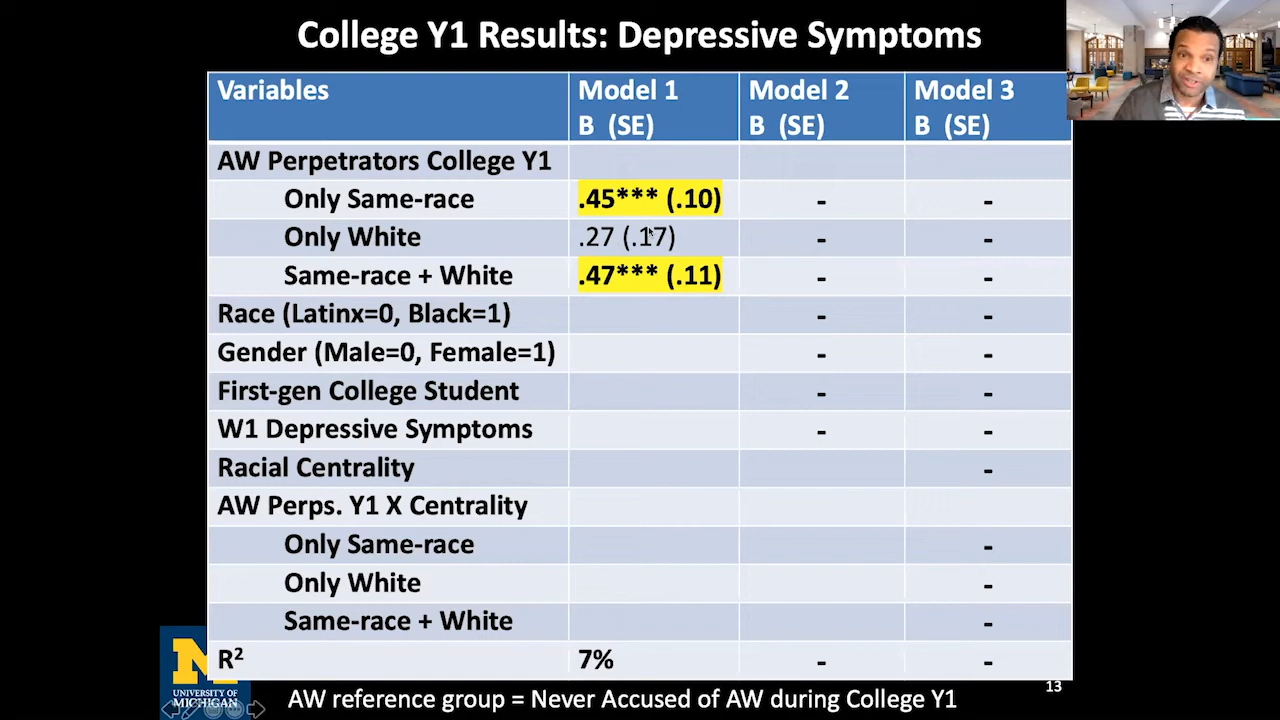 College Y1 Results: Depressive Symptoms
Variables Model 1 Model 2 Model 3
B (SE) B (SE) B (SE)
AW Perpetrators College Y1
Only Same-race .45*** (.10) - -
Only White .27 (.17) - -
Same-race + White .47*** (.11) - -
Race (Latinx=0, Black=1) - -
Gender (Male=0, Female=1) - -
First-gen College Student - -
W1 Depressive Symptoms - -
Racial Centrality -
AW Perps. Y1 X Centrality
Only Same-race -
Only White -
Same-race + White -
R² 7% - -
M
UNIVERSITY OF
MICHIGAN
AW reference group = Never Accused of AW during College Y1
13